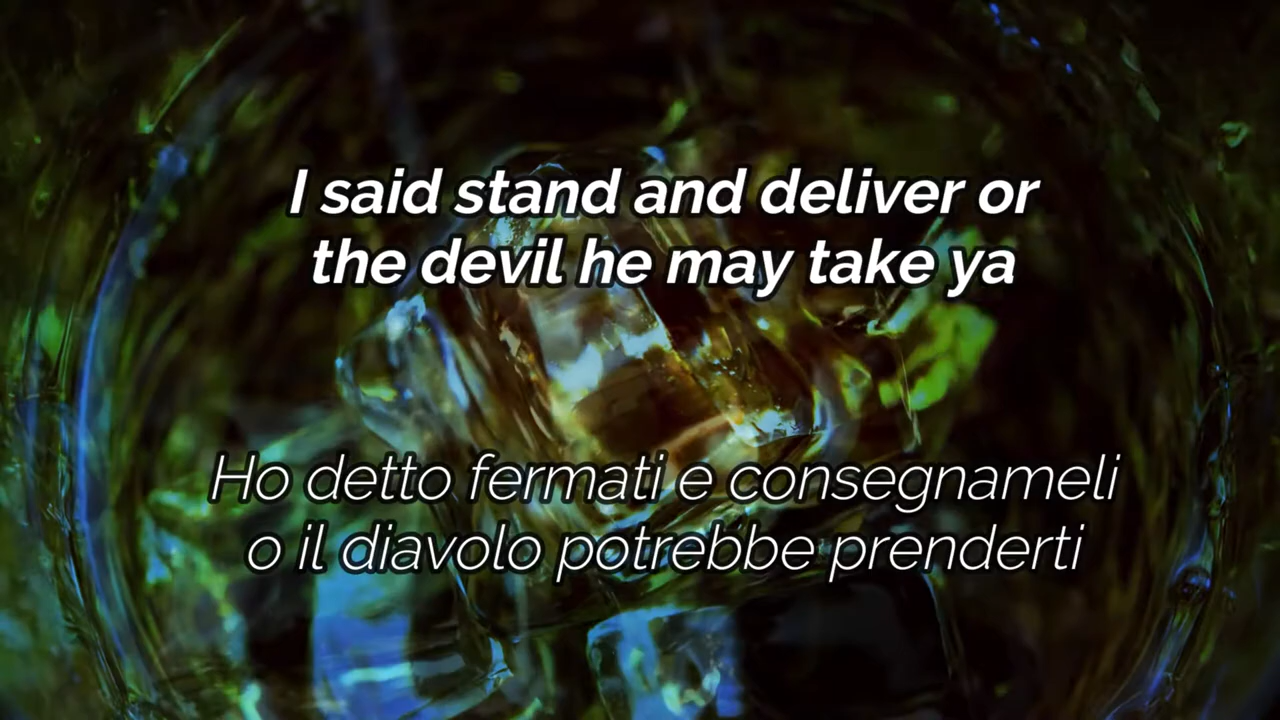 I said stand and deliver or
the devil he may take ya
Ho detto fermati e consegnameli
o il diavolo potrebbe prenderti